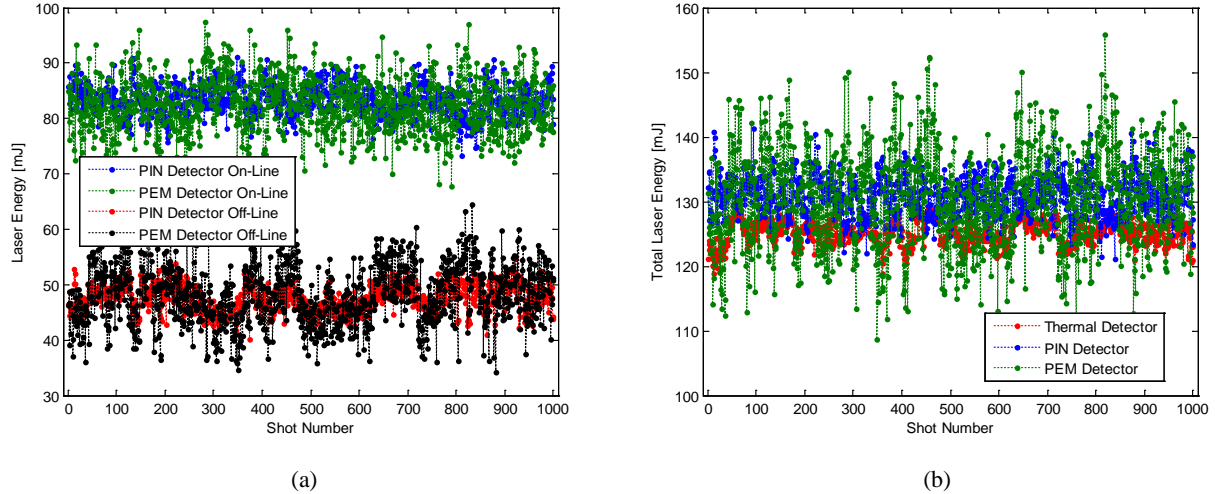 100
90
80
70
60
50
40
30
0 100 200 300 400 500 600 700 800 900 1000
Laser Energy [mJ]
Shot Number
PIN Detector On-Line
PEM Detector On-Line
PIN Detector Off-Line
PEM Detector Off-Line
(a)
160
150
140
130
120
110
100
0 100 200 300 400 500 600 700 800 900 1000
Total Laser Energy [mJ]
Shot Number
Thermal Detector
PIN Detector
PEM Detector
(b)